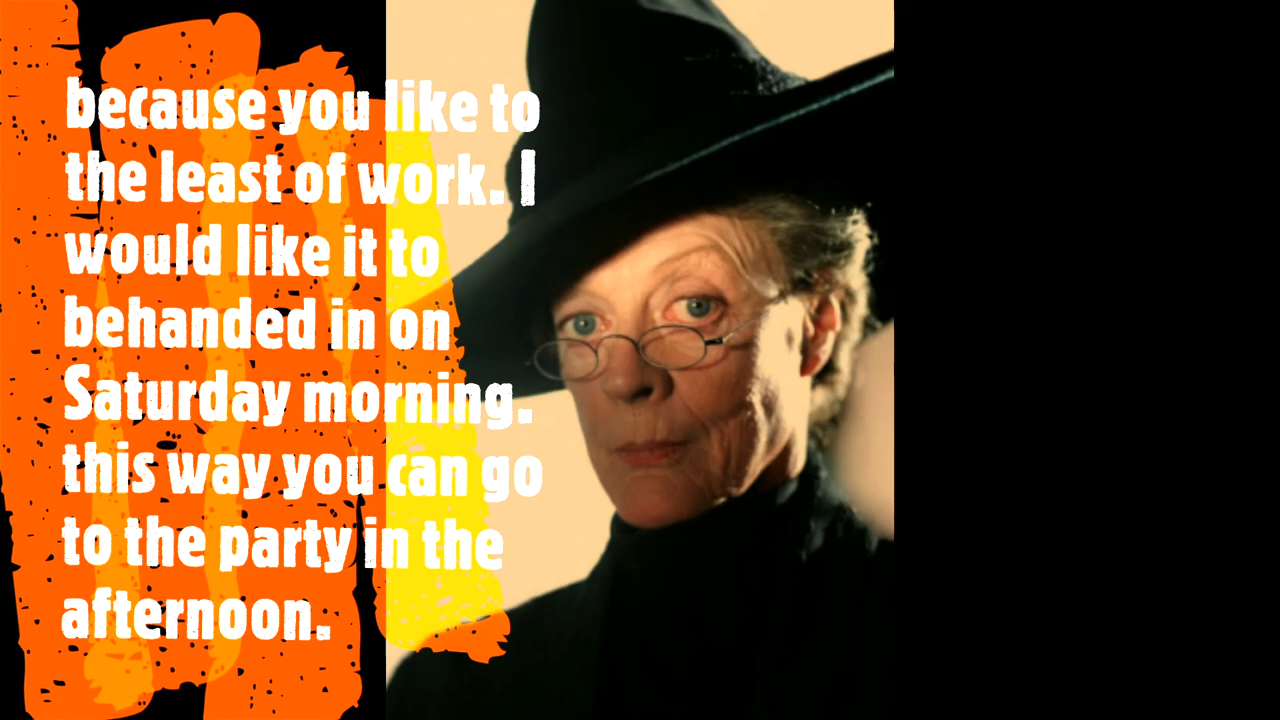 because you like to
the least of work. I
would like it to
behanded in on
Saturday morning.
this way you can go
to the party in the
afternoon.